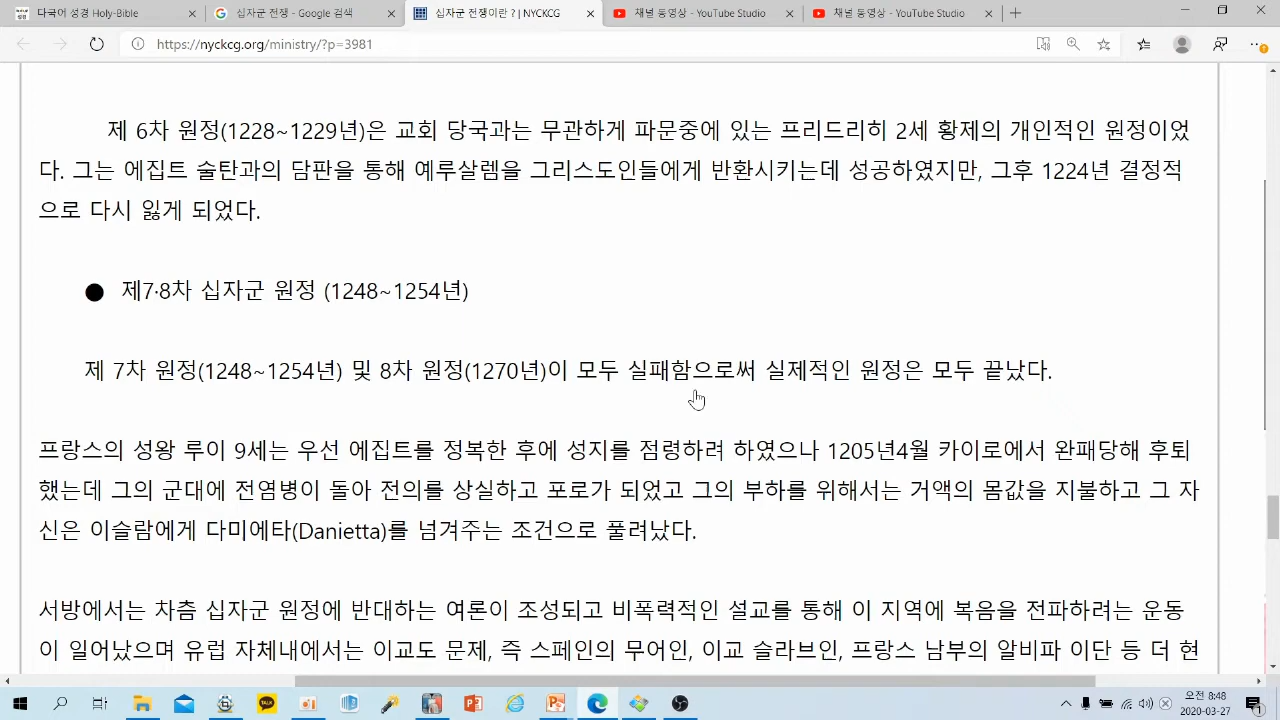 다국어 성경 Holy-Bible
십자군 전쟁 - Google 검색
십자군 전쟁이란 ? | NYCKCG
채널 동영상 - YouTube Studio
채널 동영상 - YouTube Studio
https://nyckcg.org/ministry/?p=3981
제 6차 원정(1228~1229년)은 교회 당국과는 무관하게 파문중에 있는 프리드리히 2세 황제의 개인적인 원정이었
다. 그는 에집트 술탄과의 담판을 통해 예루살렘을 그리스도인들에게 반환시키는데 성공하였지만, 그후 1224년 결정적
으로 다시 잃게 되었다.
● 제7·8차 십자군 원정 (1248~1254년)
제 7차 원정(1248~1254년) 및 8차 원정(1270년)이 모두 실패함으로써 실제적인 원정은 모두 끝났다.
프랑스의 성왕 루이 9세는 우선 에집트를 정복한 후에 성지를 점령하려 하였으나 1205년4월 카이로에서 완패당해 후퇴
했는데 그의 군대에 전염병이 돌아 전의를 상실하고 포로가 되었고 그의 부하를 위해서는 거액의 몸값을 지불하고 그 자
신은 이슬람에게 다미에타(Danietta)를 넘겨주는 조건으로 풀려났다.
서방에서는 차츰 십자군 원정에 반대하는 여론이 조성되고 비폭력적인 설교를 통해 이 지역에 복음을 전파하려는 운동
이 일어났으며 유럽 자체내에서는 이교도 문제, 즉 스페인의 무어인, 이교 슬라브인, 프랑스 남부의 알비파 이단 등 더 현
TALK
오전 8:48
2020-03-27